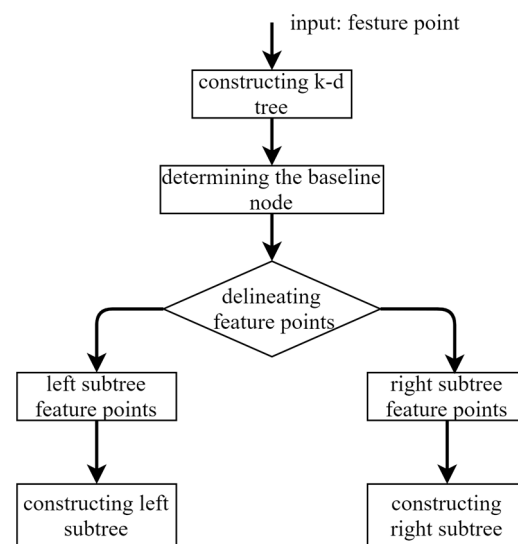 input: festure point
constructing k-d
tree
determining the baseline
node
delineating
feature points
left subtree
feature points
right subtree
feature points
constructing left
subtree
constructing
right subtree